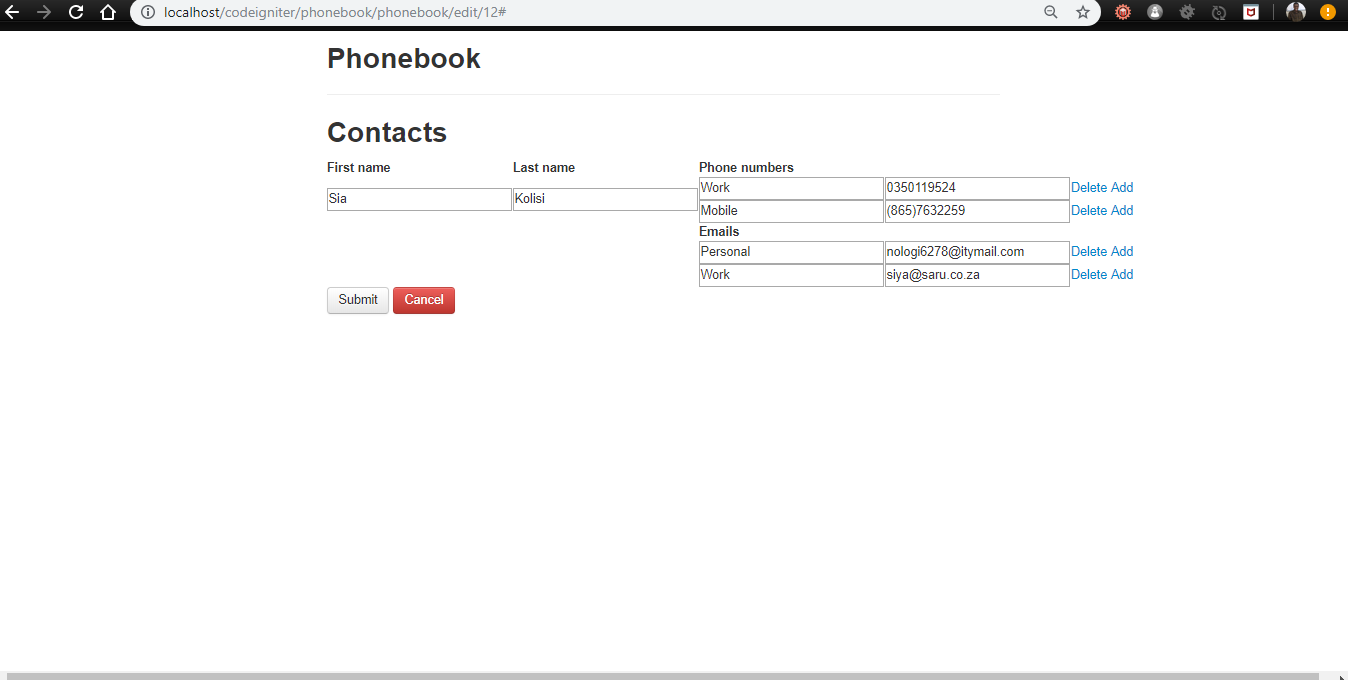 localhost/codeigniter/phonebook/phonebook/edit/12#
Phonebook
Contacts
First name Last name Phone numbers
Sia Kolisi
Work 0350119524 Delete Add
Mobile (865)7632259 Delete Add
Emails
Personal nologi6278@itymail.com Delete Add
Work siya@saru.co.za Delete Add
Submit Cancel